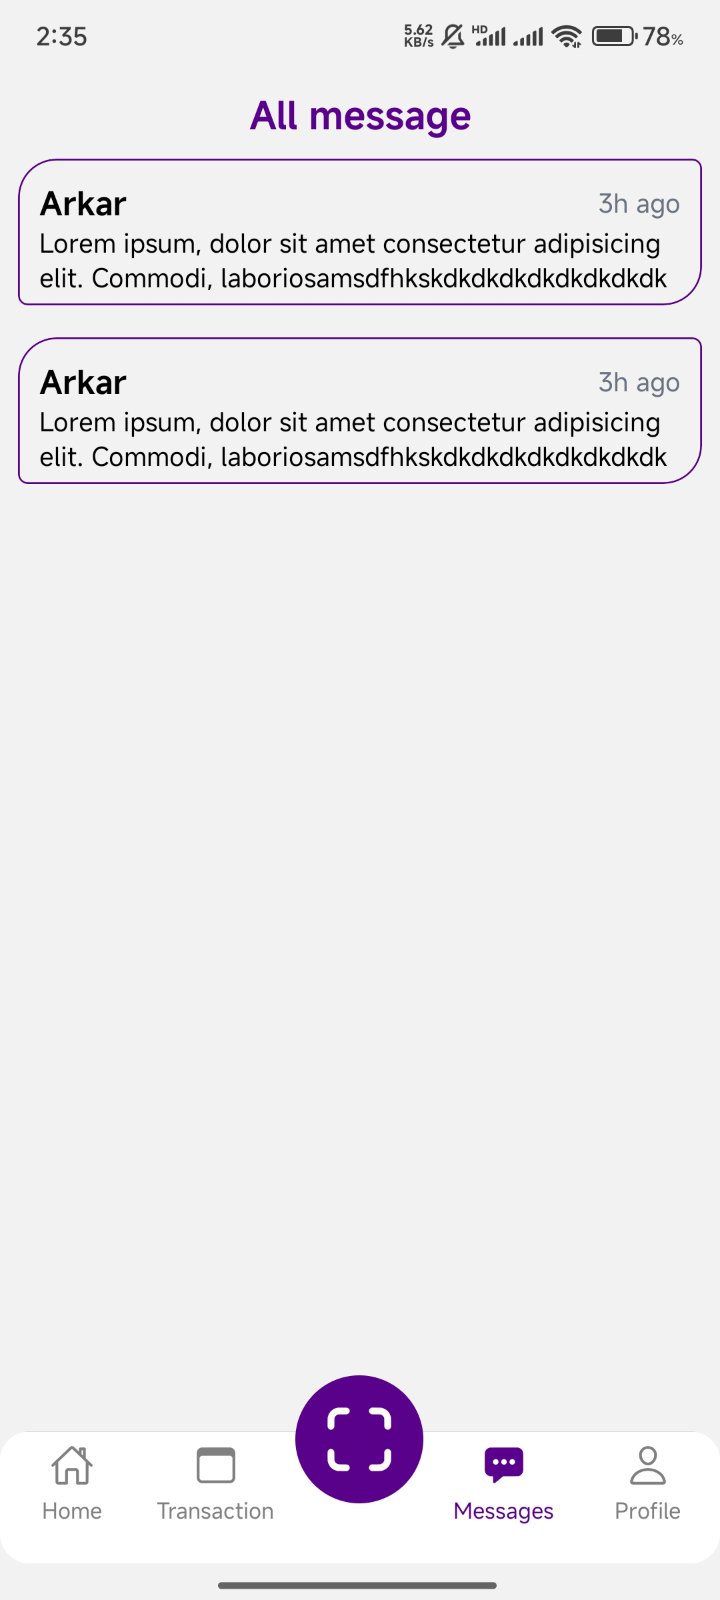 2:35
5.62 KB/s HD 78%
All message
Arkar 3h ago
Lorem ipsum, dolor sit amet consectetur adipisicing
elit. Commodi, laboriosamsdfhkskdkdkdkdkdkdkdkdk
Arkar 3h ago
Lorem ipsum, dolor sit amet consectetur adipisicing
elit. Commodi, laboriosamsdfhkskdkdkdkdkdkdkdkdk
Home Transaction Messages Profile